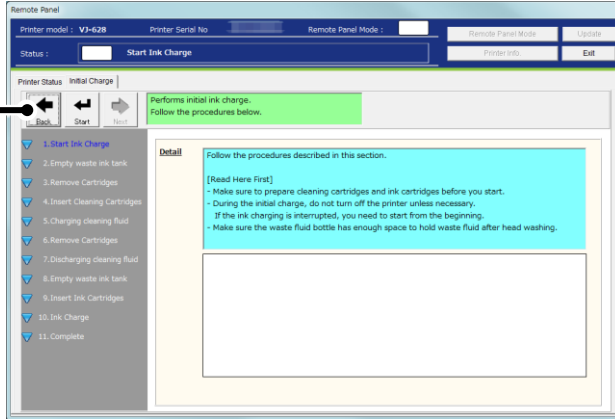 Remote Panel
Printer model : VJ-628 Printer Serial No Remote Panel Mode :
Remote Panel Mode Update
Status : Start Ink Charge
Printer Info. Exit
Printer Status Initial Charge
Back Start Next
Performs initial ink charge.
Follow the procedures below.
1.Start Ink Charge
2.Empty waste ink tank
3.Remove Cartridges
4.Insert Cleaning Cartridges
5.Charging cleaning fluid
6.Remove Cartridges
7.Discharging cleaning fluid
8.Empty waste ink tank
9.Insert Ink Cartridges
10.Ink Charge
11.Complete
Detail
Follow the procedures described in this section.
[Read Here First]
- Make sure to prepare cleaning cartridges and ink cartridges before you start.
- During the initial charge, do not turn off the printer unless necessary.
If the ink charging is interrupted, you need to start from the beginning.
- Make sure the waste fluid bottle has enough space to hold waste fluid after head washing.